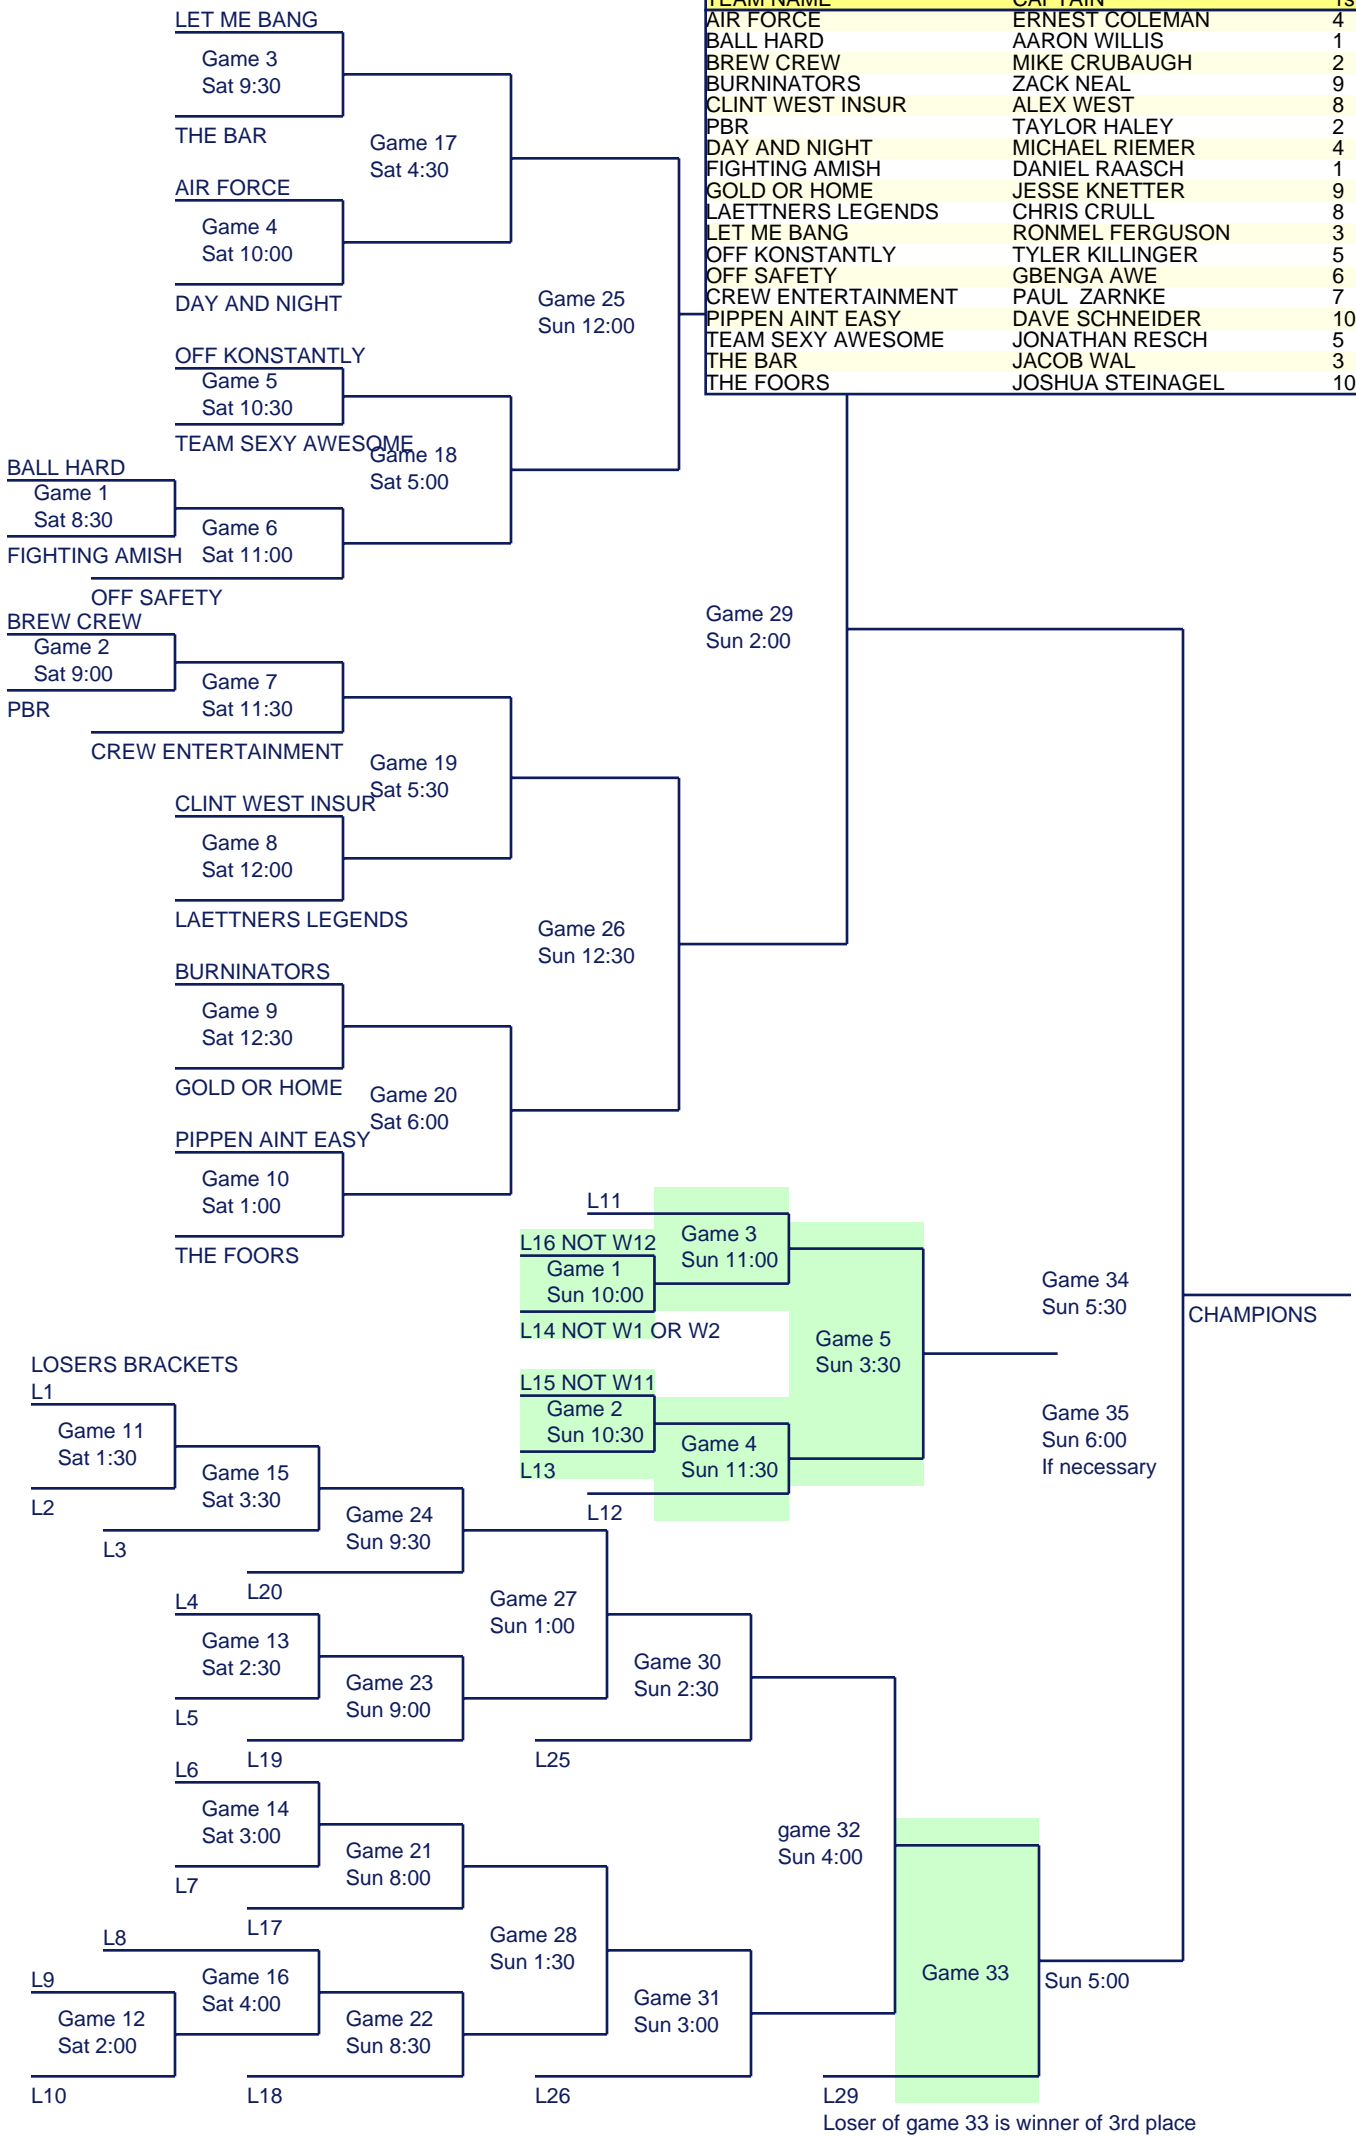 TEAM NAME CAPTAIN
AIR FORCE ERNEST COLEMAN 4
BALL HARD AARON WILLIS 1
BREW CREW MIKE CRUBAUGH 2
BURNINATORS ZACK NEAL 9
CLINT WEST INSUR ALEX WEST 8
PBR TAYLOR HALEY 2
DAY AND NIGHT MICHAEL RIEMER 4
FIGHTING AMISH DANIEL RAASCH 1
GOLD OR HOME JESSE KNETTER 9
LAETTNERS LEGENDS CHRIS CRULL 8
LET ME BANG RONMEL FERGUSON 3
OFF KONSTANTLY TYLER KILLINGER 5
OFF SAFETY GBENGA AWE 6
CREW ENTERTAINMENT PAUL ZARNKE 7
PIPPEN AINT EASY DAVE SCHNEIDER 10
TEAM SEXY AWESOME JONATHAN RESCH 5
THE BAR JACOB WAL 3
THE FOORS JOSHUA STEINAGEL 10
LET ME BANG
Game 3
Sat 9:30
THE BAR
Game 17
Sat 4:30
AIR FORCE
Game 4
Sat 10:00
DAY AND NIGHT
Game 25
Sun 12:00
OFF KONSTANTLY
Game 5
Sat 10:30
TEAM SEXY AWESOME
Game 18
Sat 5:00
BALL HARD
Game 1
Sat 8:30
FIGHTING AMISH
Game 6
Sat 11:00
OFF SAFETY
BREW CREW
Game 2
Sat 9:00
PBR
Game 7
Sat 11:30
CREW ENTERTAINMENT
Game 29
Sun 2:00
Game 19
Sat 5:30
CLINT WEST INSUR
Game 8
Sat 12:00
LAETTNERS LEGENDS
Game 26
Sun 12:30
BURNINATORS
Game 9
Sat 12:30
GOLD OR HOME
Game 20
Sat 6:00
PIPPEN AINT EASY
Game 10
Sat 1:00
THE FOORS
L11
Game 3
Sun 11:00
L16 NOT W12
Game 1
Sun 10:00
L14 NOT W1 OR W2
Game 5
Sun 3:30
L15 NOT W11
Game 2
Sun 10:30
L13
Game 4
Sun 11:30
L12
Game 34
Sun 5:30
CHAMPIONS
Game 35
Sun 6:00
If necessary
LOSERS BRACKETS
L1
Game 11
Sat 1:30
L2
Game 15
Sat 3:30
L3
Game 24
Sun 9:30
L20
L4
Game 13
Sat 2:30
L5
Game 23
Sun 9:00
L19
Game 27
Sun 1:00
Game 30
Sun 2:30
L25
L6
Game 14
Sat 3:00
L7
Game 21
Sun 8:00
L17
L8
Game 16
Sat 4:00
L9
Game 12
Sat 2:00
L10
Game 22
Sun 8:30
L18
Game 28
Sun 1:30
Game 31
Sun 3:00
L26
game 32
Sun 4:00
Game 33
Sun 5:00
L29
Loser of game 33 is winner of 3rd place